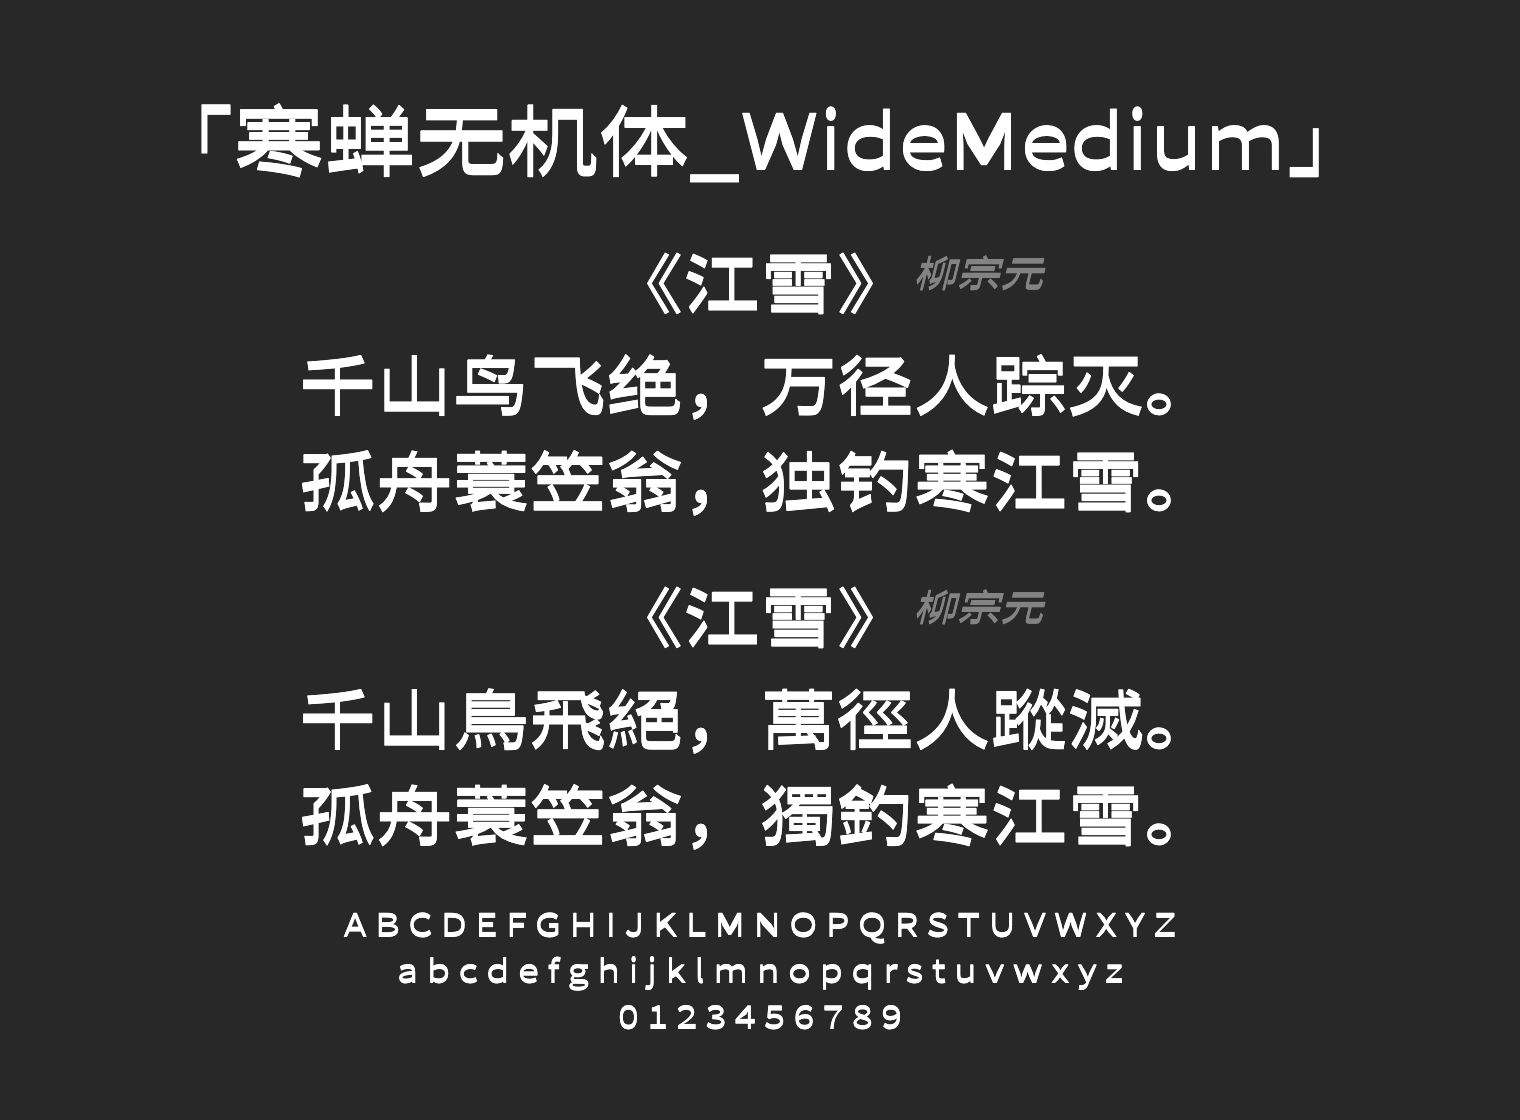 「寒蝉无机体_WideMedium」
《江雪》 柳宗元
千山鸟飞绝，万径人踪灭。
孤舟蓑笠翁，独钓寒江雪。
《江雪》 柳宗元
千山鳥飛絕，萬徑人蹤滅。
孤舟蓑笠翁，獨釣寒江雪。
A B C D E F G H I J K L M N O P Q R S T U V W X Y Z
a b c d e f g h i j k l m n o p q r s t u v w x y z
0 1 2 3 4 5 6 7 8 9